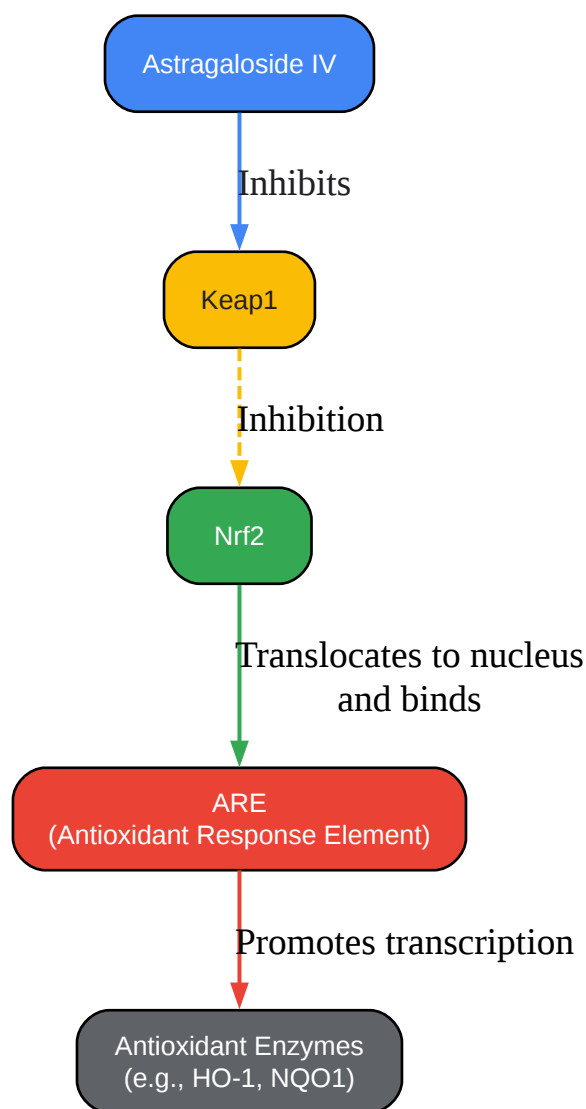 Astragaloside IV
Inhibits
Keap1
Inhibition
Nrf2
Translocates to nucleus
and binds
ARE
(Antioxidant Response Element)
Promotes transcription
Antioxidant Enzymes
(e.g., HO-1, NQO1)